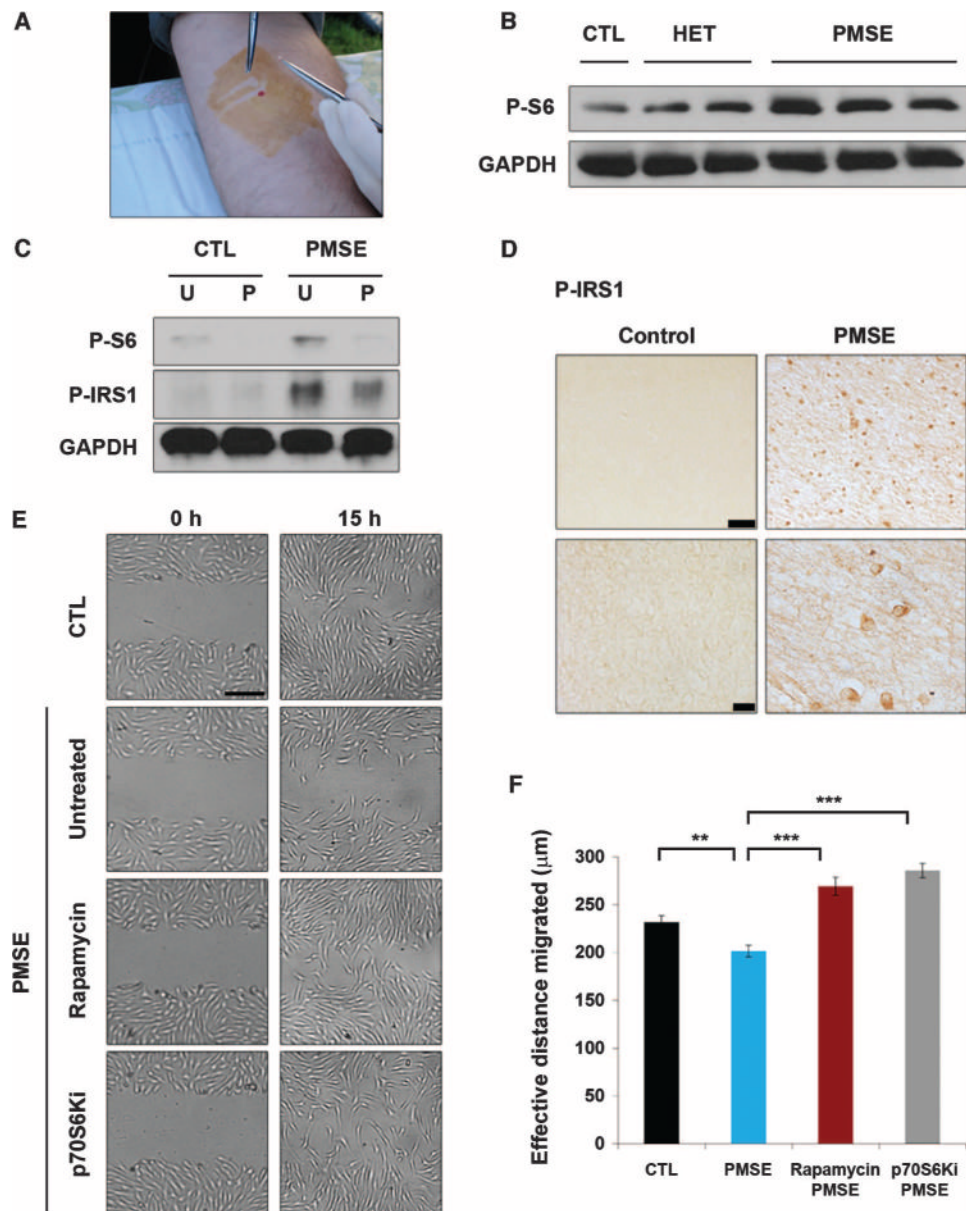 A
B
CTL HET PMSE
P-S6
GAPDH
C
CTL PMSE
U P U P
P-S6
P-IRS1
GAPDH
D
P-IRS1
Control PMSE
E
0 h 15 h
CTL
PMSE
Untreated
Rapamycin
p70S6Ki
F
Effective distance migrated (μm)
** *** ***
300
250
200
150
100
50
0
CTL PMSE Rapamycin PMSE p70S6Ki PMSE